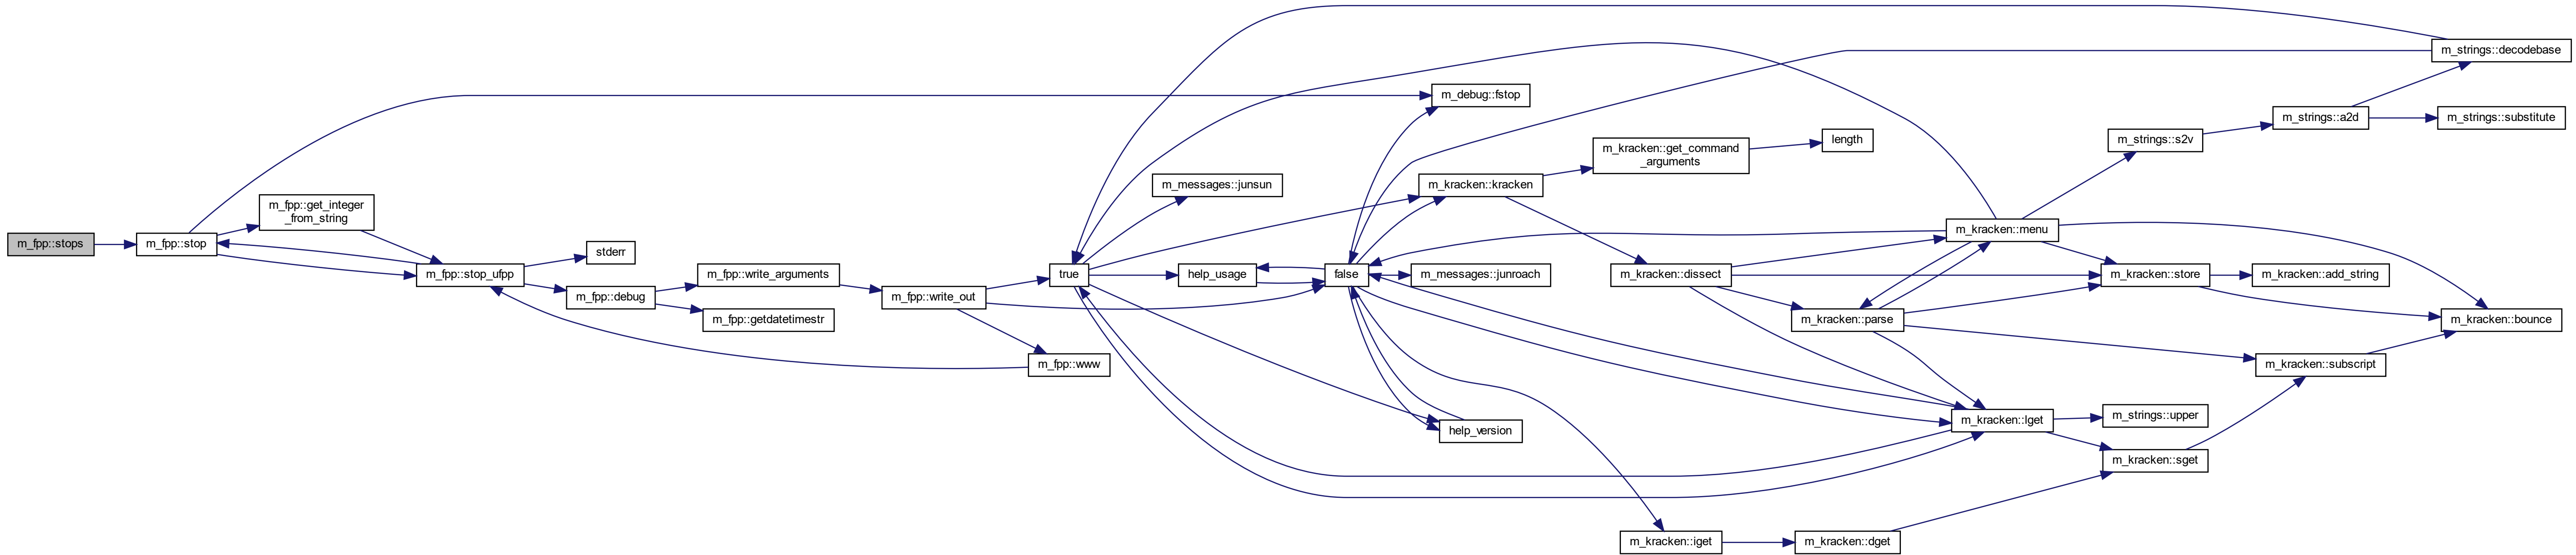 m_fpp::stops
m_fpp::stop
m_fpp::get_integer
_from_string
m_fpp::stop_ufpp
stderr
m_fpp::debug
m_fpp::write_arguments
m_fpp::getdatetimestr
m_fpp::write_out
m_fpp::www
true
m_messages::junsun
help_usage
false
m_debug::fstop
m_kracken::kracken
m_messages::junroach
help_version
m_kracken::get_command
_arguments
length
m_kracken::dissect
m_kracken::iget
m_kracken::parse
m_kracken::dget
m_kracken::menu
m_kracken::lget
m_strings::s2v
m_kracken::store
m_strings::upper
m_kracken::sget
m_strings::a2d
m_kracken::add_string
m_kracken::subscript
m_strings::decodebase
m_strings::substitute
m_kracken::bounce